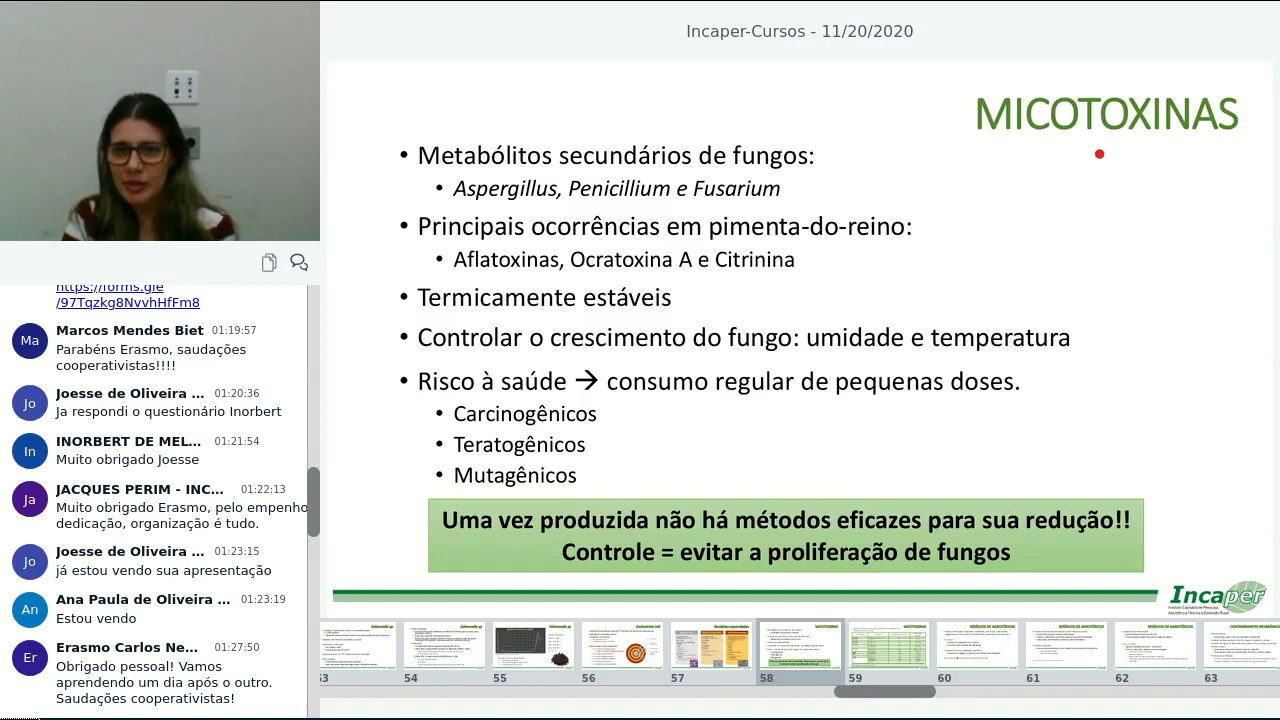 Incaper-Cursos - 11/20/2020
MICOTOXINAS
• Metabólitos secundários de fungos:
• Aspergillus, Penicillium e Fusarium
• Principais ocorrências em pimenta-do-reino:
• Aflatoxinas, Ocratoxina A e Citrinina
• Termicamente estáveis
• Controlar o crescimento do fungo: umidade e temperatura
• Risco à saúde → consumo regular de pequenas doses.
• Carcinogênicos
• Teratogênicos
• Mutagênicos
Uma vez produzida não há métodos eficazes para sua redução!!
Controle = evitar a proliferação de fungos
Incaper
https://forms.gle
/97Tqzkg8NvvhHfFm8
Ma
Marcos Mendes Biet 01:19:57
Parabéns Erasmo, saudações
cooperativistas!!!!
Jo
Joesse de Oliveira ... 01:20:36
Ja respondi o questionário Inorbert
In
INORBERT DE MEL... 01:21:54
Muito obrigado Joesse
Ja
JACQUES PERIM - INC... 01:22:13
Muito obrigado Erasmo, pelo empenho
dedicação, organização é tudo.
Jo
Joesse de Oliveira ... 01:23:15
já estou vendo sua apresentação
An
Ana Paula de Oliveira ... 01:23:19
Estou vendo
Er
Erasmo Carlos Ne... 01:27:50
Obrigado pessoal! Vamos
aprendendo um dia após o outro.
Saudações cooperativistas!
53 54 55 56 57 58 59 60 61 62 63